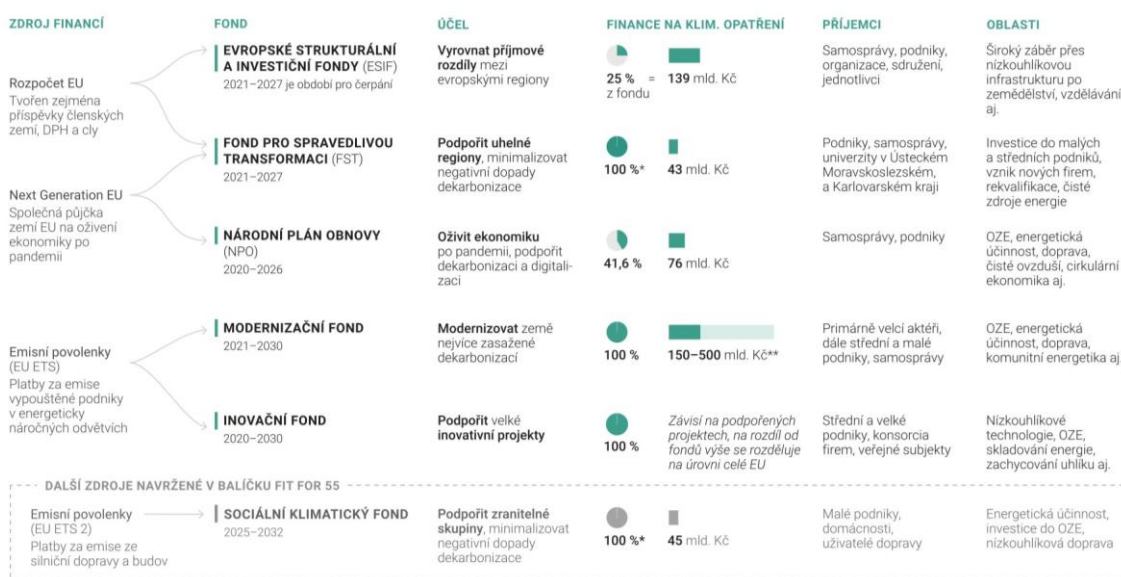 ZDROJ FINANCÍ
FOND
ÚČEL
FINANCE NA KLIM. OPATŘENÍ
PŘÍJEMCI
OBLASTI
Rozpočet EU
Tvořen zejména
příspěvky členských
zemí, DPH a cly
Next Generation EU
Společná půjčka
zemí EU na oživení
ekonomiky po
pandemii
EVROPSKÉ STRUKTURÁLNÍ
A INVESTIČNÍ FONDY (ESIF)
2021–2027 je období pro čerpání
Vyrovnat příjmové
rozdíly mezi
evropskými regiony
25 % = 139 mld. Kč
z fondu
Samosprávy, podniky,
organizace, sdružení,
jednotlivci
Široký záběr přes
nízkouhlíkovou
infrastrukturu po
zemědělství, vzdělávání
aj.
FOND PRO SPRAVEDLIVOU
TRANSFORMACI (FST)
2021–2027
Podpořit uhelné
regiony, minimalizovat
negativní dopady
dekarbonizace
100 %* 43 mld. Kč
Podniky, samosprávy,
univerzity v Ústeckém
Moravskoslezském,
a Karlovarském kraji
Investice do malých
a středních podniků,
vznik nových firem,
rekvalifikace, čisté
zdroje energie
NÁRODNÍ PLÁN OBNOVY
(NPO)
2020–2026
Oživit ekonomiku
po pandemii, podpořit
dekarbonizaci a digitali-
zaci
41,6 % 76 mld. Kč
Samosprávy, podniky
OZE, energetická
účinnost, doprava,
čisté ovzduší, cirkulární
ekonomika aj.
Emisní povolenky
(EU ETS)
Platby za emise
vypouštěné podniky
v energeticky
náročných odvětvích
MODERNIZAČNÍ FOND
2021–2030
Modernizovat země
nejvíce zasažené
dekarbonizací
100 % 150–500 mld. Kč**
Primárně velcí aktéři,
dále střední a malé
podniky, samosprávy
OZE, energetická
účinnost, doprava,
komunitní energetika aj.
INOVAČNÍ FOND
2020–2030
Podpořit velké
inovativní projekty
100 %
Závisí na podpořených
projektech, na rozdíl od
fondů výše se rozděluje
na úrovni celé EU
Střední a velké
podniky, konsorcia
firem, veřejné subjekty
Nízkouhlíkové
technologie, OZE,
skladování energie,
zachycování uhlíku aj.
DALŠÍ ZDROJE NAVRŽENÉ V BALÍČKU FIT FOR 55
Emisní povolenky
(EU ETS 2)
Platby za emise ze
silniční dopravy a budov
SOCIÁLNÍ KLIMATICKÝ FOND
2025–2032
Podpořit zranitelné
skupiny, minimalizovat
negativní dopady
dekarbonizace
100 %* 45 mld. Kč
Malé podniky,
domácnosti,
uživatelé dopravy
Energetická účinnost,
investice do OZE,
nízkouhlíková doprava